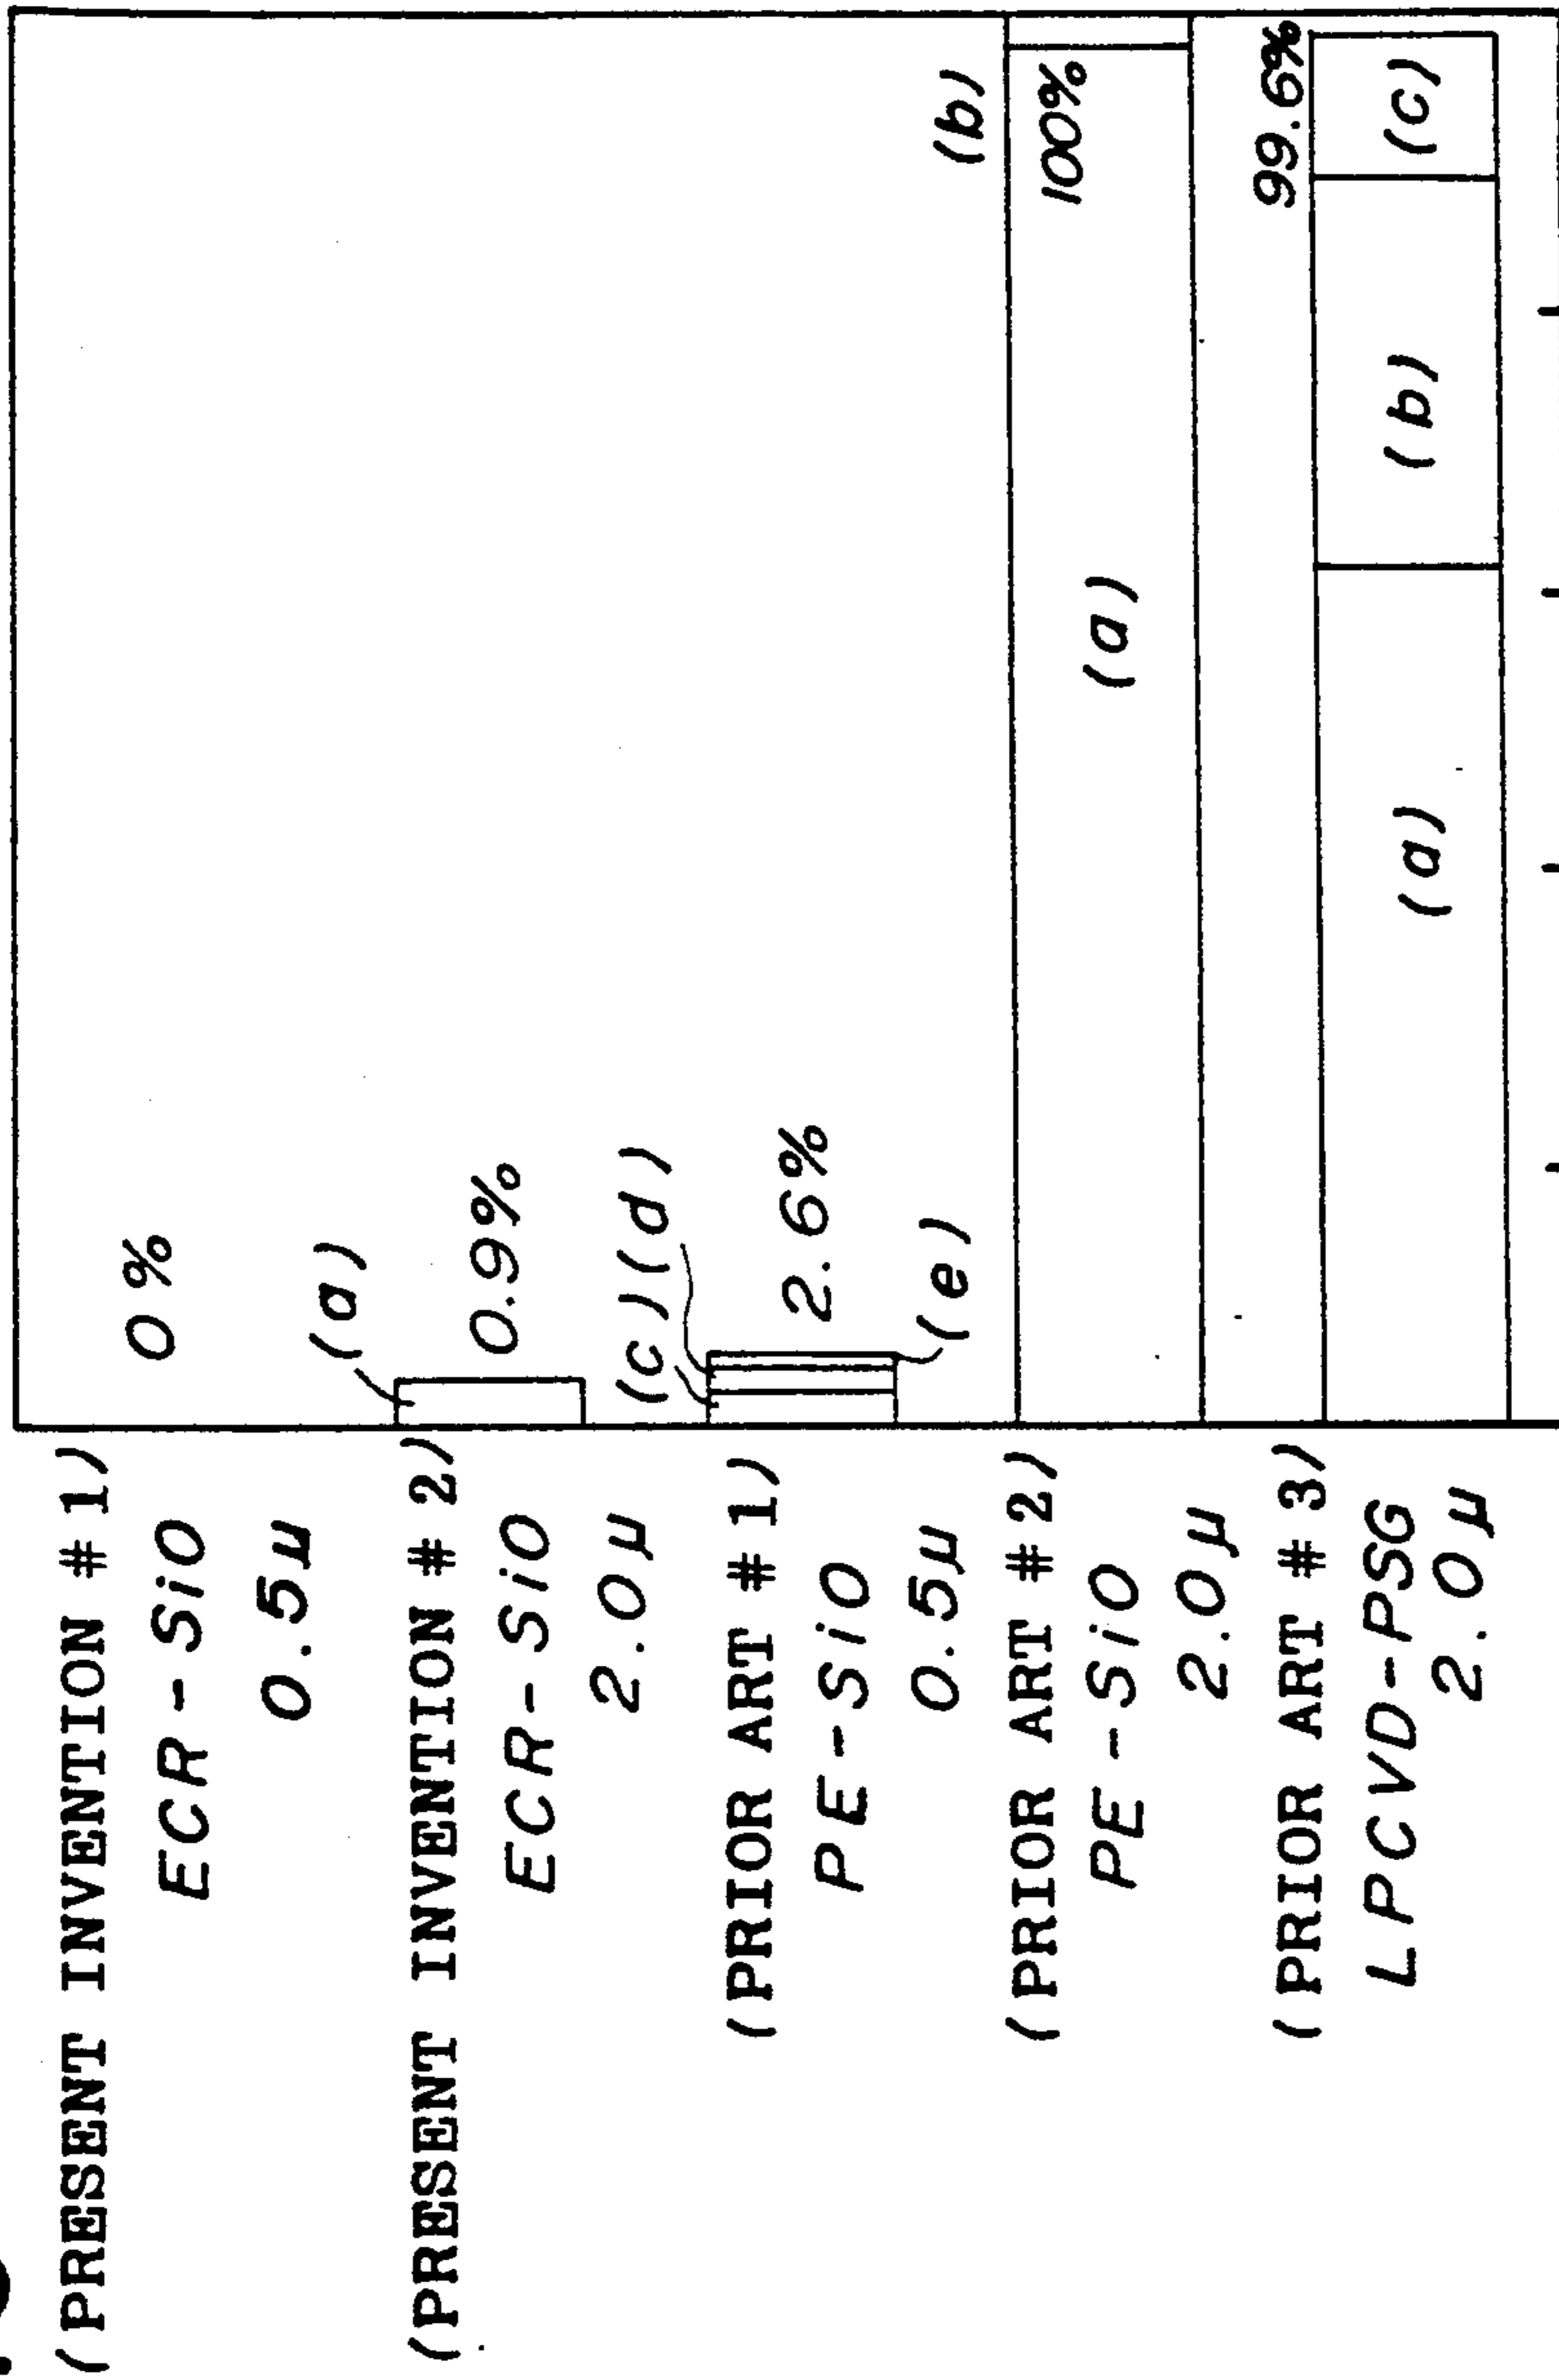 (PRESENT INVENTION #1)
ECR-SiO
0.5μ
0%
(PRESENT INVENTION #2)
ECR-SiO
2.0μ
(a)
0.9%
(PRIOR ART #1)
PE-SiO
0.5μ
(c)(d)
2.6%
(e)
(PRIOR ART #2)
PE-SiO
2.0μ
(b)
100%
(a)
(PRIOR ART #3)
LPCVD-PSG
2.0μ
99.6%
(a)
(b)
(c)